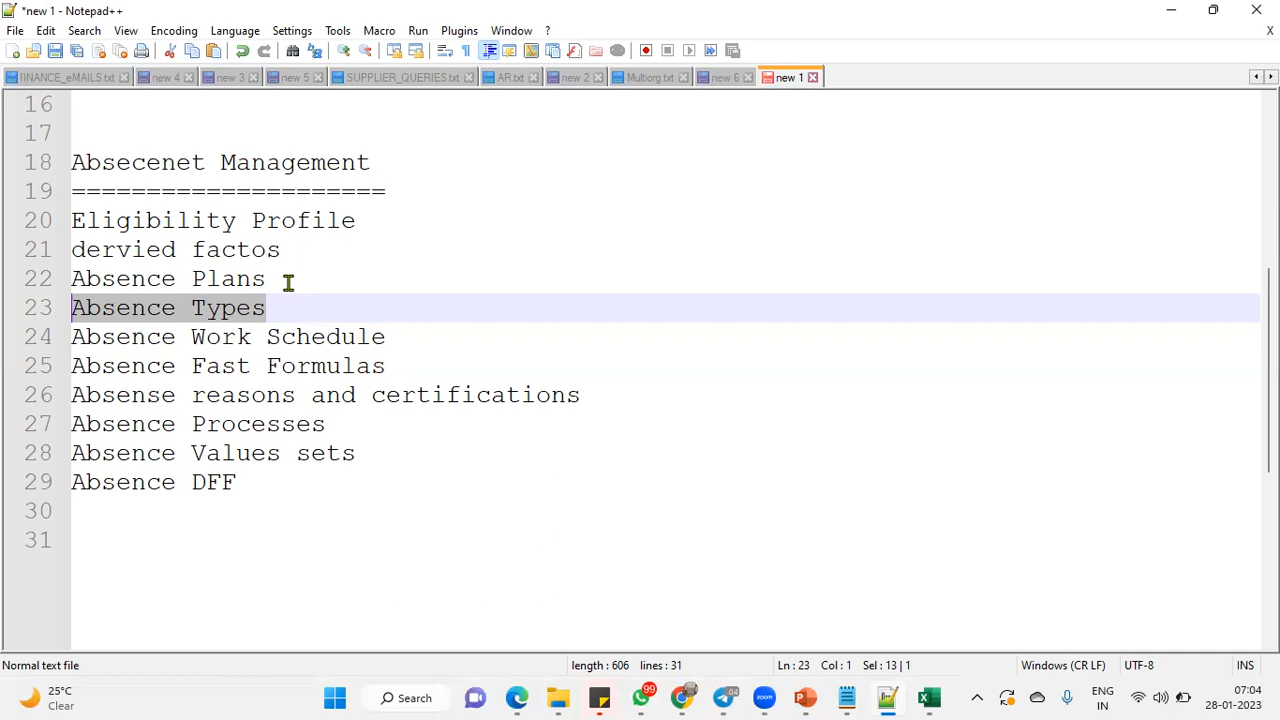 *new 1 - Notepad++
File Edit Search View Encoding Language Settings Tools Macro Run Plugins Window ? X
FINANCE_eMAILS.txt new 4 new 3 new 5 SUPPLIER_QUERIES.txt AR.txt new 2 Multiorg.txt new 6 new 1
16
17
18 Absecenet Management
19 =====================
20 Eligibility Profile
21 dervied factos
22 Absence Plans
23 Absence Types
24 Absence Work Schedule
25 Absence Fast Formulas
26 Absense reasons and certifications
27 Absence Processes
28 Absence Values sets
29 Absence DFF
30
31
Normal text file length : 606 lines : 31 Ln : 23 Col : 1 Sel : 13 | 1 Windows (CR LF) UTF-8 INS
25°C
Clear
Search
99
04
ENG
IN
07:04
28-01-2023